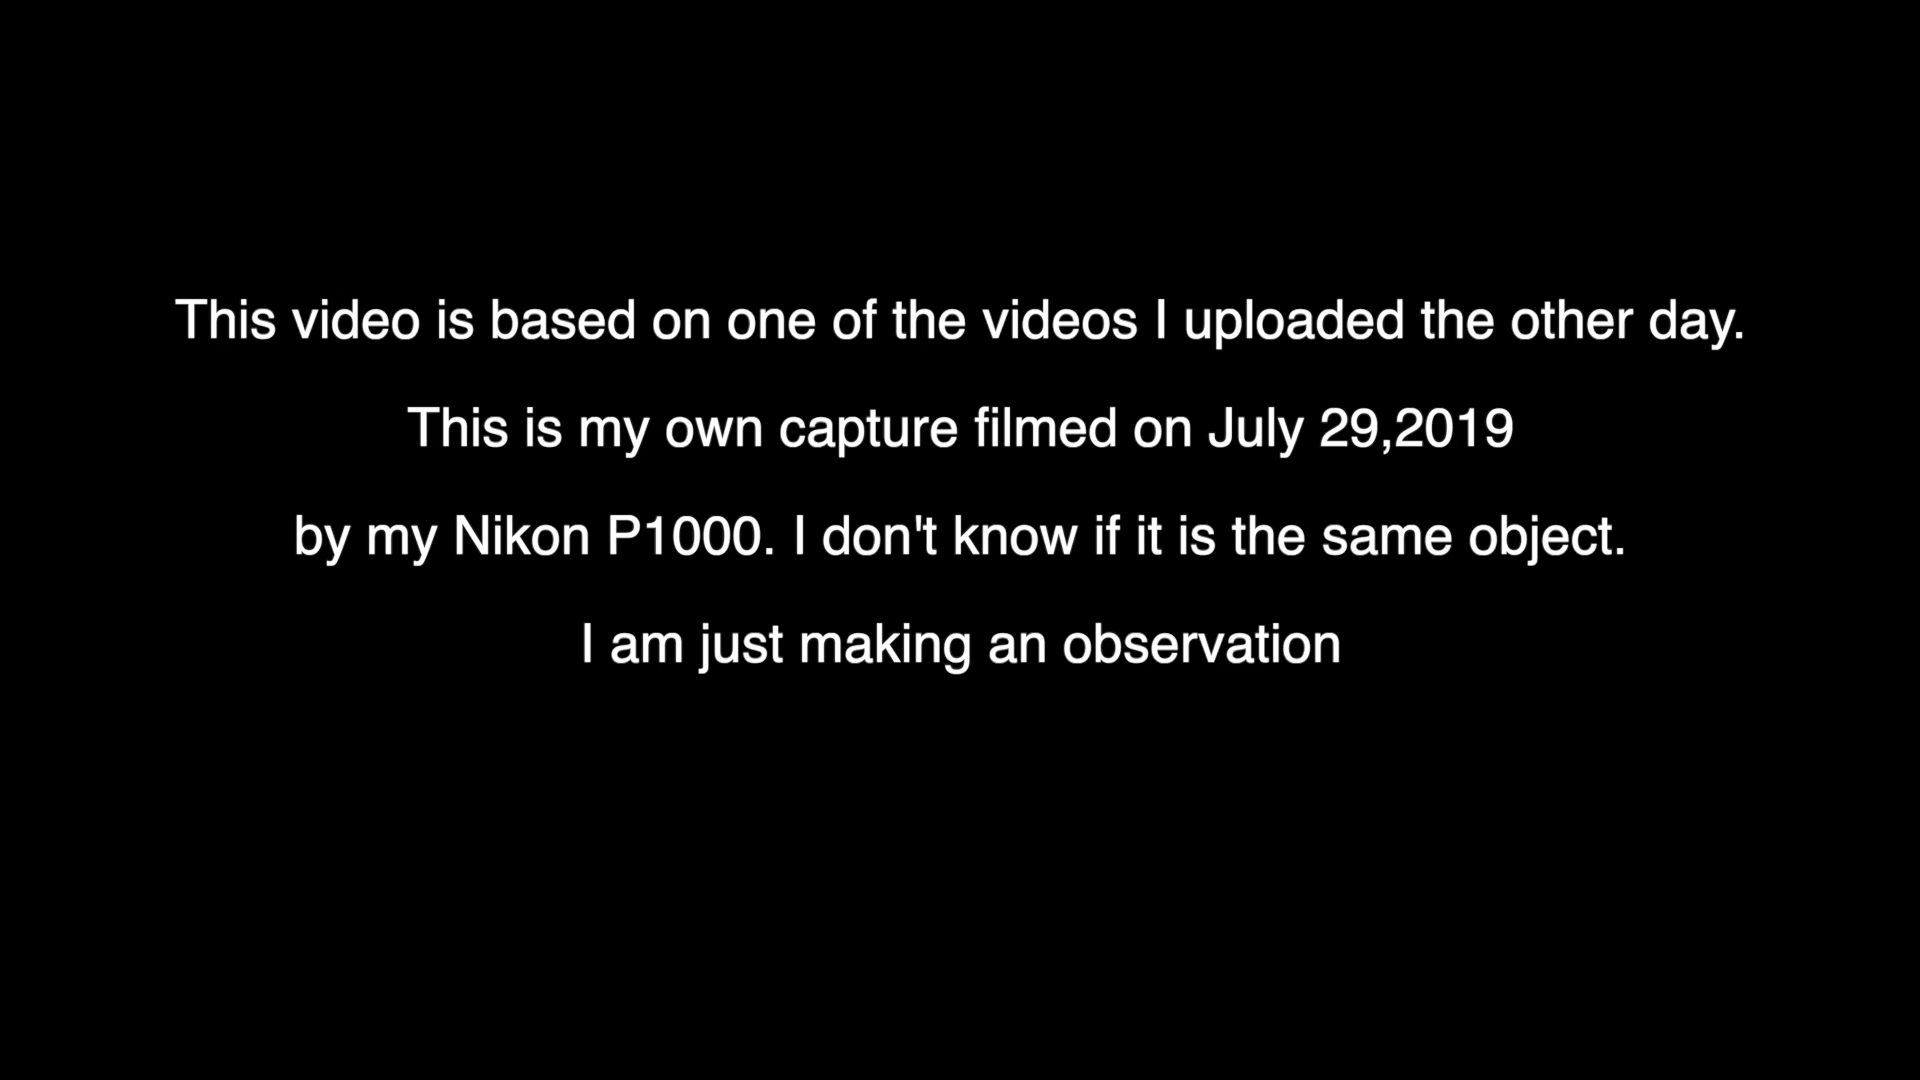 This video is based on one of the videos I uploaded the other day.
This is my own capture filmed on July 29,2019
by my Nikon P1000. I don't know if it is the same object.
I am just making an observation